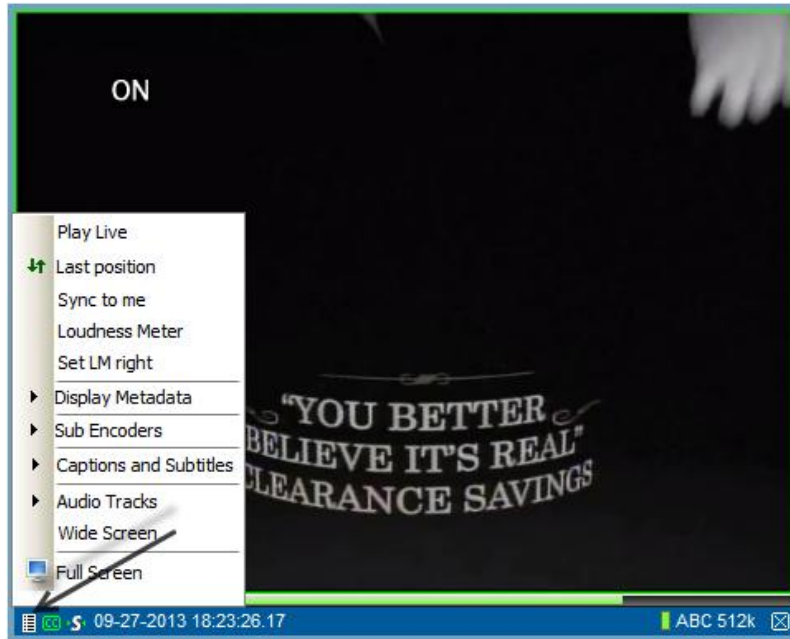 ON
Play Live
Last position
Sync to me
Loudness Meter
Set LM right
Display Metadata
Sub Encoders
Captions and Subtitles
Audio Tracks
Wide Screen
Full Screen
"YOU BETTER
BELIEVE IT'S REAL"
CLEARANCE SAVINGS
CC S 09-27-2013 18:23:26.17 ABC 512k